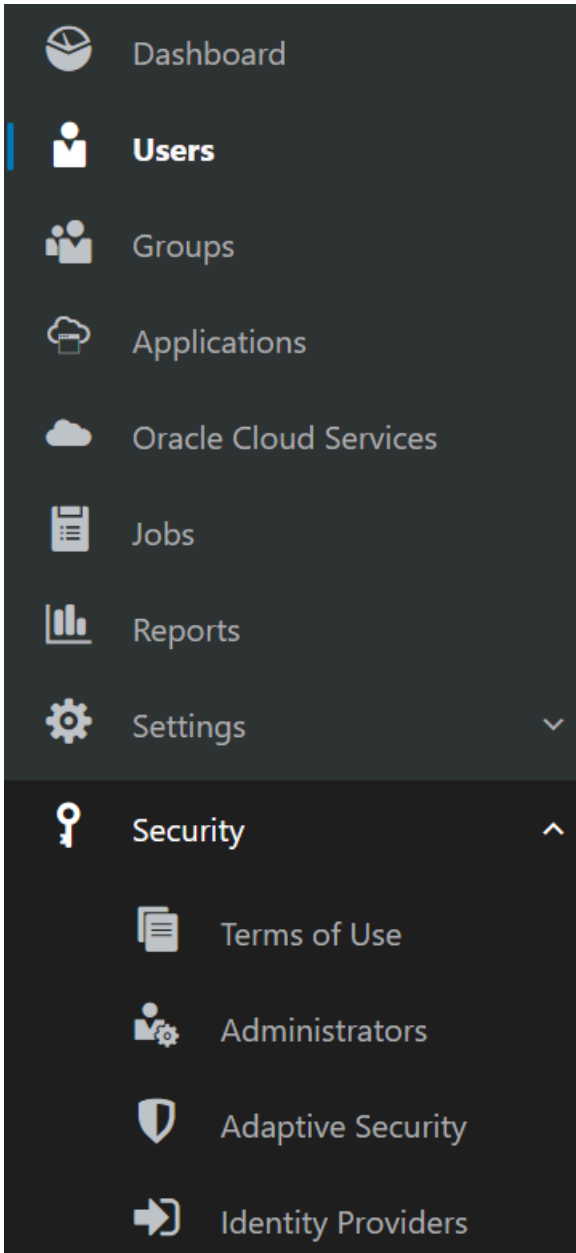 Dashboard
Users
Groups
Applications
Oracle Cloud Services
Jobs
Reports
Settings
Security
Terms of Use
Administrators
Adaptive Security
Identity Providers